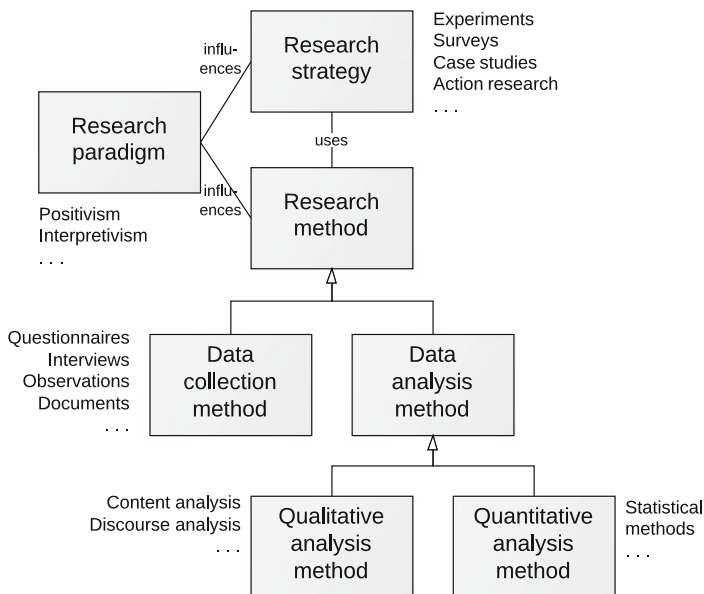 Research
strategy
Experiments
Surveys
Case studies
Action research
. . .
influ-
ences
Research
paradigm
uses
influ-
ences
Research
method
Positivism
Interpretivism
. . .
Questionnaires
Interviews
Observations
Documents
. . .
Data
collection
method
Data
analysis
method
Content analysis
Discourse analysis
. . .
Qualitative
analysis
method
Quantitative
analysis
method
Statistical
methods
. . .